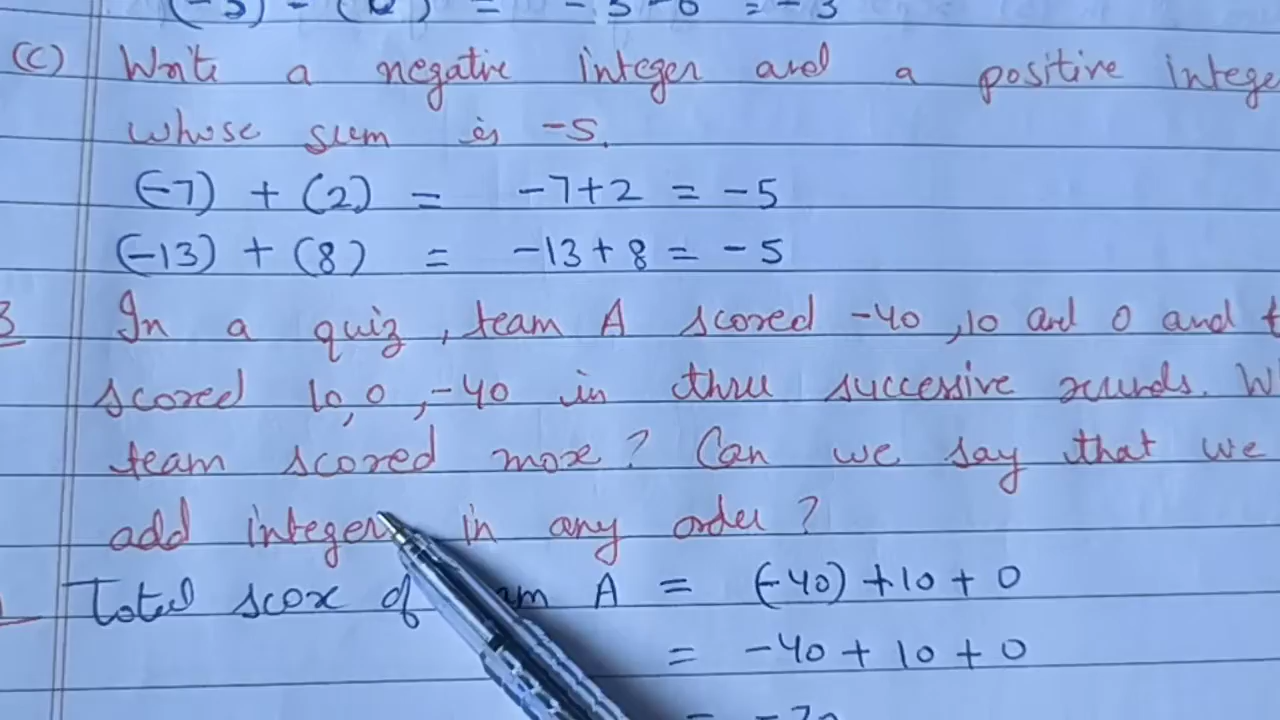 (c) Write a negative integer and a positive
whose sum is -5.
(-7) + (2) = -7+2 = -5
(-13) + (8) = -13+8 = -5
3 In a quiz, team A scored -40, 10 and 0 and
scored 10, 0, -40 in three successive rounds.
team scored more? Can we say that we
add integer in any order?
Total score of A = (-40) +10 + 0
= -40 + 10 + 0